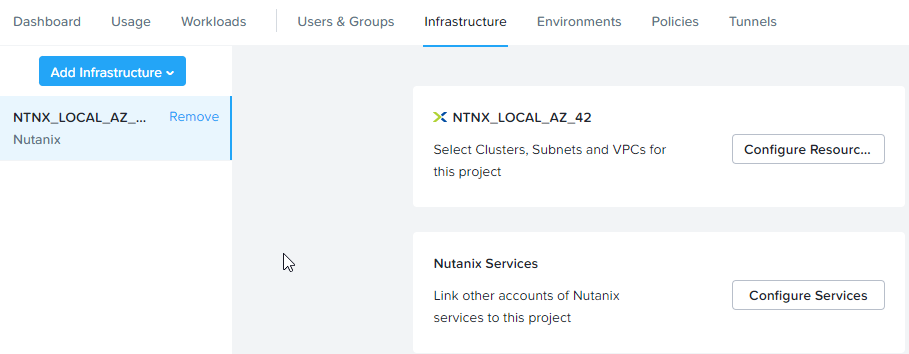 Dashboard Usage Workloads Users & Groups Infrastructure Environments Policies Tunnels
Add Infrastructure
NTNX_LOCAL_AZ_... Remove
Nutanix
NTNX_LOCAL_AZ_42
Select Clusters, Subnets and VPCs for
this project
Configure Resourc...
Nutanix Services
Link other accounts of Nutanix
services to this project
Configure Services